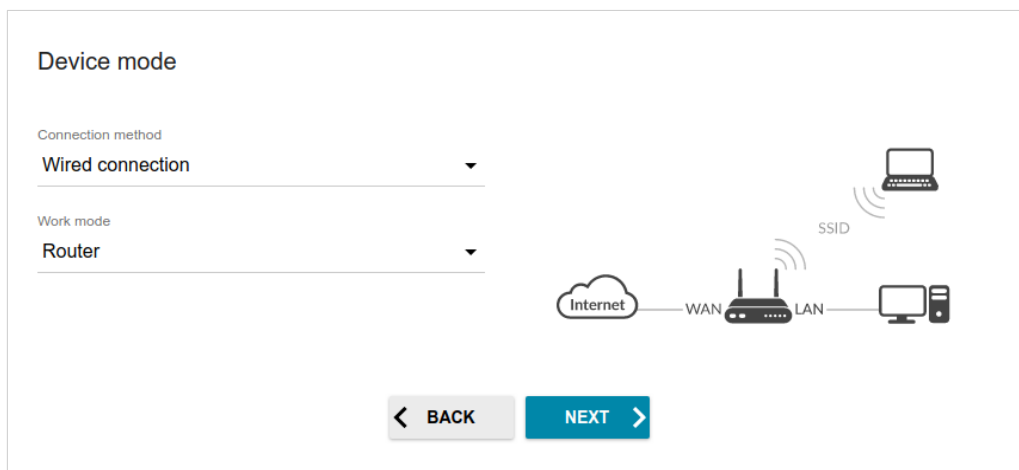 Device mode
Connection method
Wired connection
Work mode
Router
SSID
Internet
WAN
LAN
BACK
NEXT